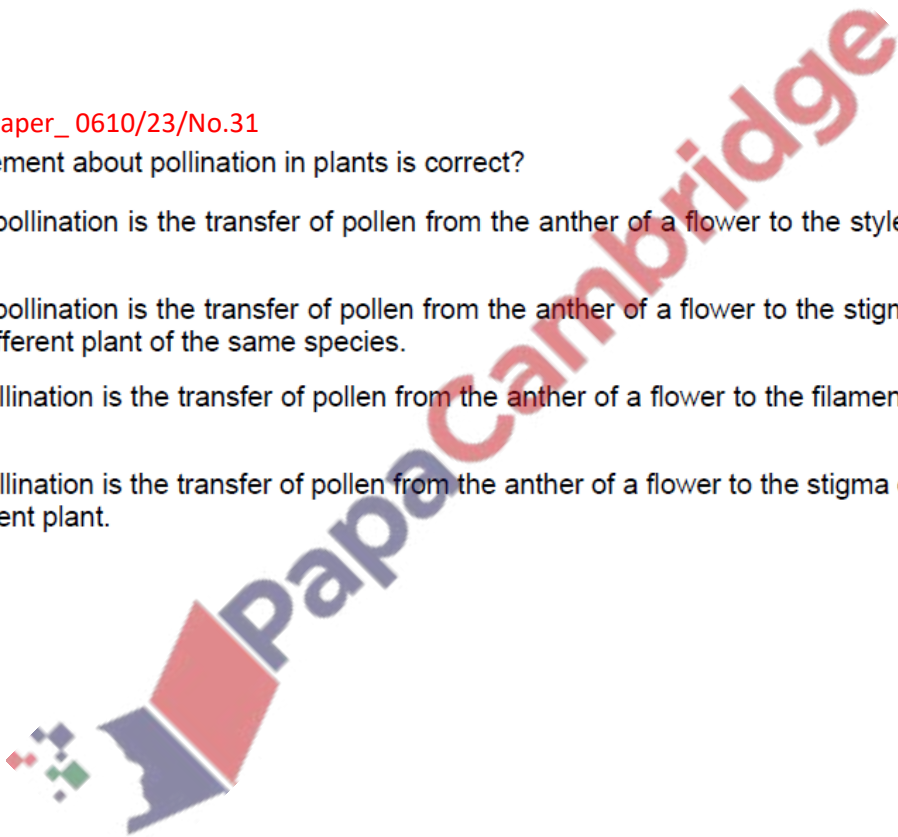 aper_ 0610/23/No.31
ement about pollination in plants is correct?
pollination is the transfer of pollen from the anther of a flower to the style
pollination is the transfer of pollen from the anther of a flower to the stign
fferent plant of the same species.
llination is the transfer of pollen from the anther of a flower to the filamen
llination is the transfer of pollen from the anther of a flower to the stigma
ent plant.
PapaCambridge